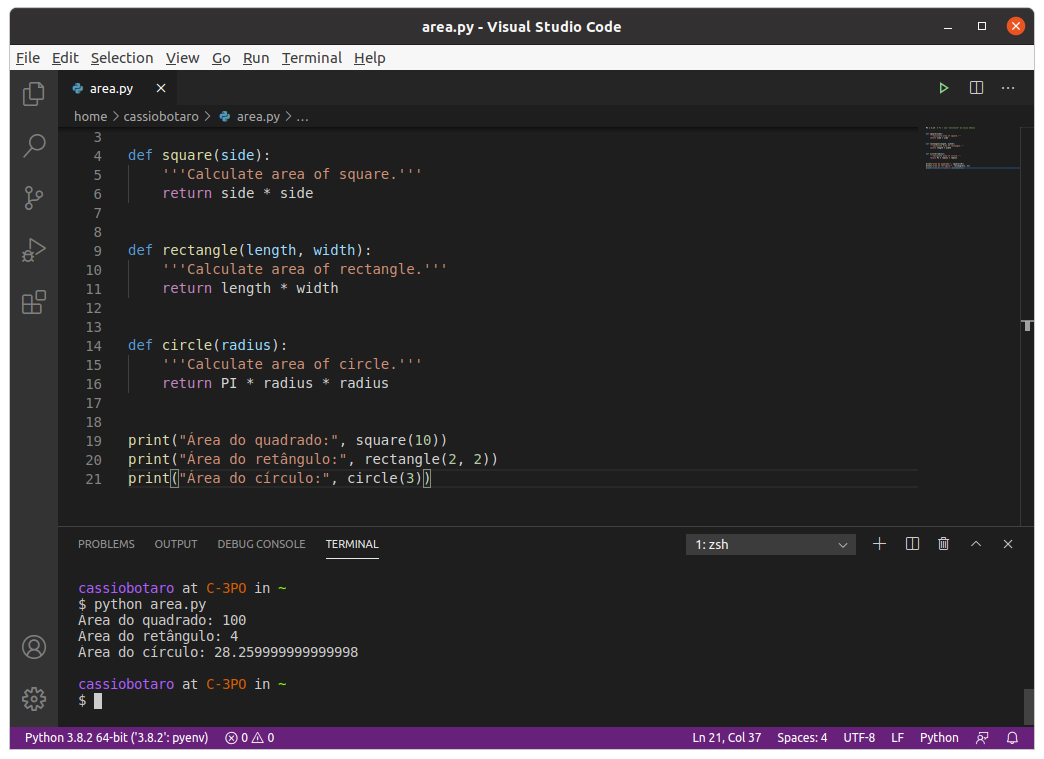 area.py - Visual Studio Code
File Edit Selection View Go Run Terminal Help
area.py
home > cassiobotaro > area.py > ...
3
4 def square(side):
5 '''Calculate area of square.'''
6 return side * side
7
8
9 def rectangle(length, width):
10 '''Calculate area of rectangle.'''
11 return length * width
12
13
14 def circle(radius):
15 '''Calculate area of circle.'''
16 return PI * radius * radius
17
18
19 print("Área do quadrado:", square(10))
20 print("Área do retângulo:", rectangle(2, 2))
21 print("Área do círculo:", circle(3))
PROBLEMS OUTPUT DEBUG CONSOLE TERMINAL 1: zsh
cassiobotaro at C-3PO in ~
$ python area.py
Área do quadrado: 100
Área do retângulo: 4
Área do círculo: 28.259999999999998
cassiobotaro at C-3PO in ~
$
Python 3.8.2 64-bit ('3.8.2': pyenv) 0 0 Ln 21, Col 37 Spaces: 4 UTF-8 LF Python